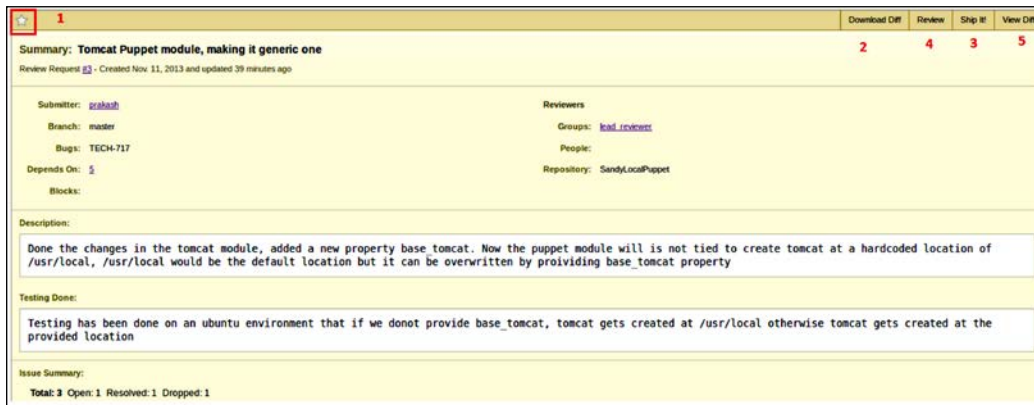 1
Download Diff Review Ship It! View Diff
2 4 3 5
Summary: Tomcat Puppet module, making it generic one
Review Request #3 - Created Nov. 11, 2013 and updated 39 minutes ago
Submitter: prakash Reviewers
Branch: master Groups: lead_reviewer
Bugs: TECH-717 People:
Depends On: 5 Repository: SandyLocalPuppet
Blocks:
Description:
Done the changes in the tomcat module, added a new property base_tomcat. Now the puppet module will is not tied to create tomcat at a hardcoded location of
/usr/local, /usr/local would be the default location but it can be overwritten by proividing base_tomcat property
Testing Done:
Testing has been done on an ubuntu environment that if we donot provide base_tomcat, tomcat gets created at /usr/local otherwise tomcat gets created at the
provided location
Issue Summary:
Total: 3 Open: 1 Resolved: 1 Dropped: 1